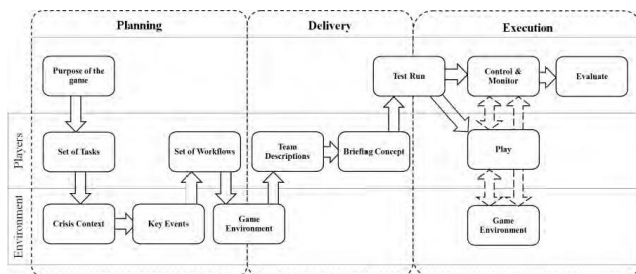 Planning
Delivery
Execution
Purpose of the
game
Test Run
Control &
Monitor
Evaluate
Players
Set of Tasks
Set of Workflows
Team
Descriptions
Briefing Concept
Play
Environment
Crisis Context
Key Events
Game
Environment
Game
Environment